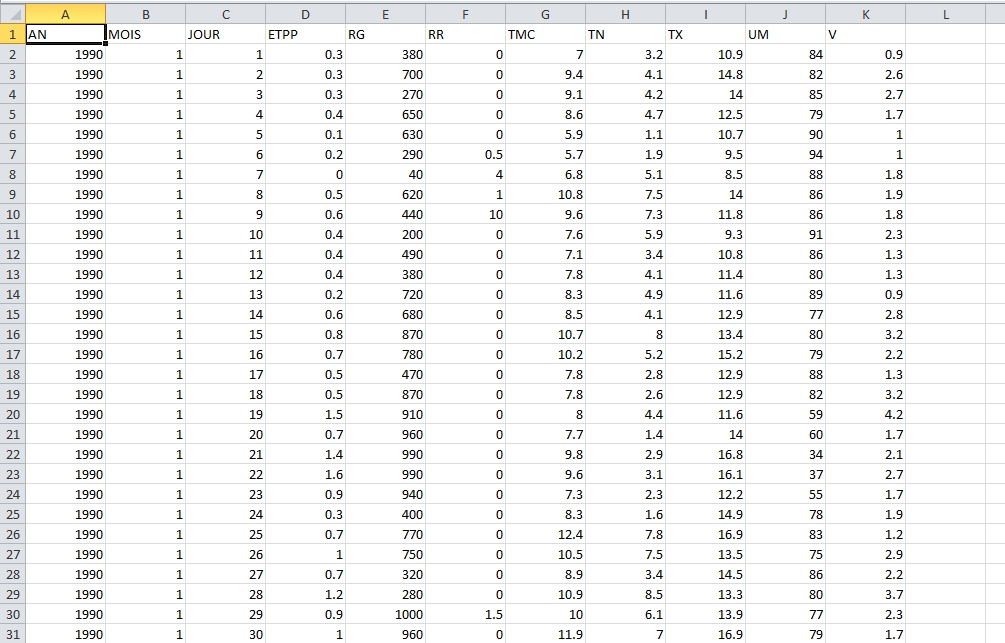 A B C D E F G H I J K L
1 AN MOIS JOUR ETPP RG RR TMC TN TX UM V
2 1990 1 1 0.3 380 0 7 3.2 10.9 84 0.9
3 1990 1 2 0.3 700 0 9.4 4.1 14.8 82 2.6
4 1990 1 3 0.3 270 0 9.1 4.2 14 85 2.7
5 1990 1 4 0.4 650 0 8.6 4.7 12.5 79 1.7
6 1990 1 5 0.1 630 0 5.9 1.1 10.7 90 1
7 1990 1 6 0.2 290 0.5 5.7 1.9 9.5 94 1
8 1990 1 7 0 40 4 6.8 5.1 8.5 88 1.8
9 1990 1 8 0.5 620 1 10.8 7.5 14 86 1.9
10 1990 1 9 0.6 440 10 9.6 7.3 11.8 86 1.8
11 1990 1 10 0.4 200 0 7.6 5.9 9.3 91 2.3
12 1990 1 11 0.4 490 0 7.1 3.4 10.8 86 1.3
13 1990 1 12 0.4 380 0 7.8 4.1 11.4 80 1.3
14 1990 1 13 0.2 720 0 8.3 4.9 11.6 89 0.9
15 1990 1 14 0.6 680 0 8.5 4.1 12.9 77 2.8
16 1990 1 15 0.8 870 0 10.7 8 13.4 80 3.2
17 1990 1 16 0.7 780 0 10.2 5.2 15.2 79 2.2
18 1990 1 17 0.5 470 0 7.8 2.8 12.9 88 1.3
19 1990 1 18 0.5 870 0 7.8 2.6 12.9 82 3.2
20 1990 1 19 1.5 910 0 8 4.4 11.6 59 4.2
21 1990 1 20 0.7 960 0 7.7 1.4 14 60 1.7
22 1990 1 21 1.4 990 0 9.8 2.9 16.8 34 2.1
23 1990 1 22 1.6 990 0 9.6 3.1 16.1 37 2.7
24 1990 1 23 0.9 940 0 7.3 2.3 12.2 55 1.7
25 1990 1 24 0.3 400 0 8.3 1.6 14.9 78 1.9
26 1990 1 25 0.7 770 0 12.4 7.8 16.9 83 1.2
27 1990 1 26 1 750 0 10.5 7.5 13.5 75 2.9
28 1990 1 27 0.7 320 0 8.9 3.4 14.5 86 2.2
29 1990 1 28 1.2 280 0 10.9 8.5 13.3 80 3.7
30 1990 1 29 0.9 1000 1.5 10 6.1 13.9 77 2.3
31 1990 1 30 1 960 0 11.9 7 16.9 79 1.7